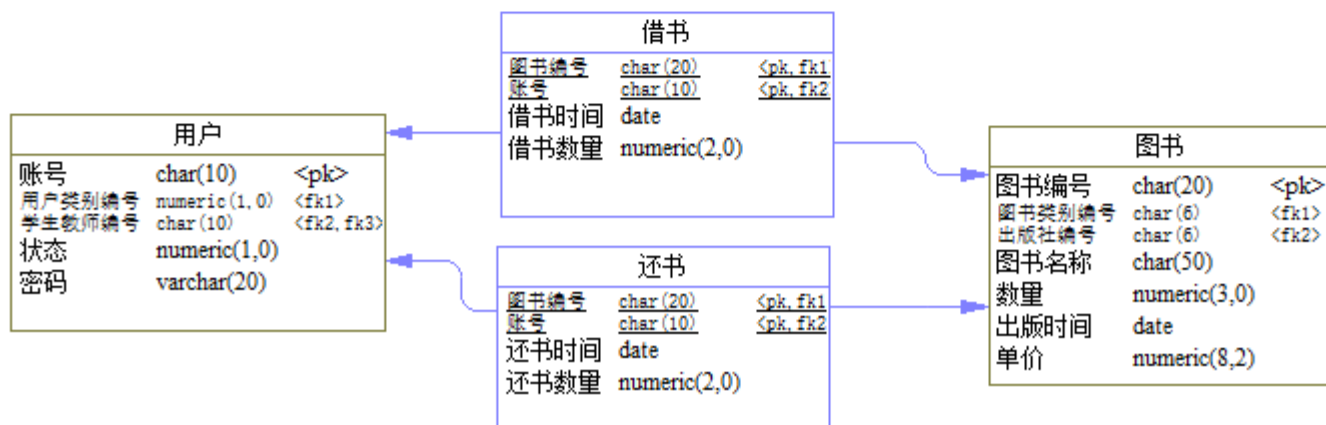 借书
图书编号 char(20) <pk,fk1
账号 char(10) <pk,fk2
借书时间 date
借书数量 numeric(2,0)
用户
账号 char(10) <pk>
用户类别编号 numeric(1,0) <fk1>
学生教师编号 char(10) <fk2,fk3>
状态 numeric(1,0)
密码 varchar(20)
还书
图书编号 char(20) <pk,fk1
账号 char(10) <pk,fk2
还书时间 date
还书数量 numeric(2,0)
图书
图书编号 char(20) <pk>
图书类别编号 char(6) <fk1>
出版社编号 char(6) <fk2>
图书名称 char(50)
数量 numeric(3,0)
出版时间 date
单价 numeric(8,2)